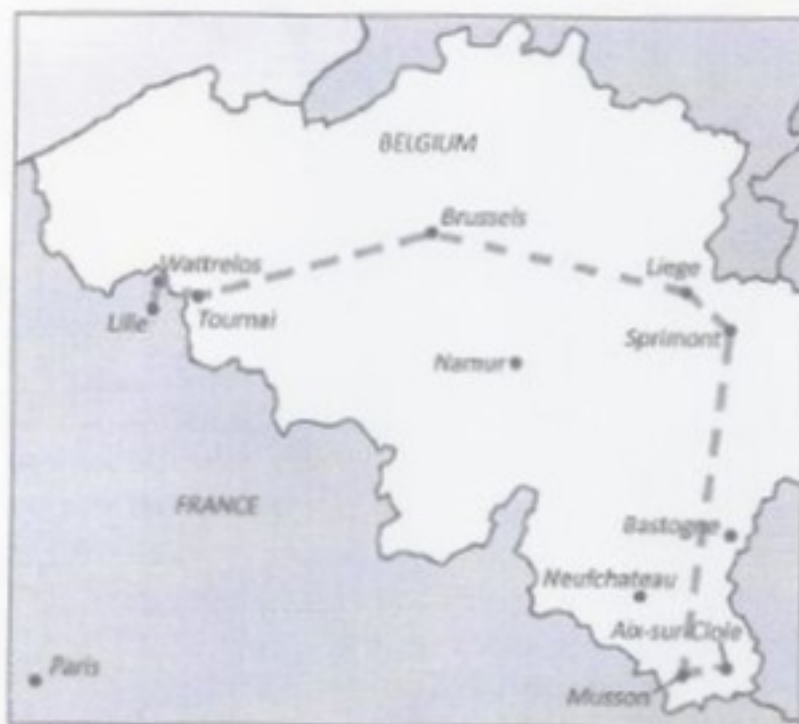 BELGIUM
Brussels
Wattrelos
Liege
Lille
Tournai
Sprimont
Namur
FRANCE
Bastogne
Neufchateau
Aix-sur-Cloie
Paris
Musson